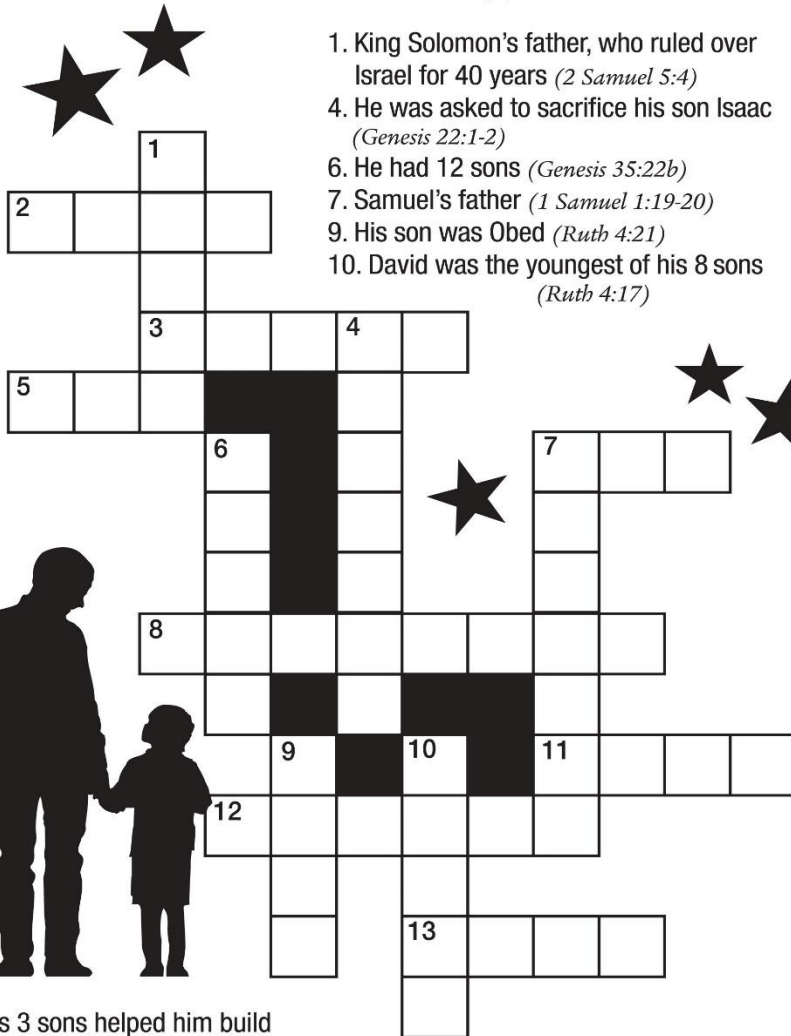 1. King Solomon’s father, who ruled over
Israel for 40 years (2 Samuel 5:4)
4. He was asked to sacrifice his son Isaac
(Genesis 22:1-2)
6. He had 12 sons (Genesis 35:22b)
7. Samuel’s father (1 Samuel 1:19-20)
9. His son was Obed (Ruth 4:21)
10. David was the youngest of his 8 sons
(Ruth 4:17)
1
2
3 4
5
6 7
8
9 10 11
12
13
3 sons helped him build